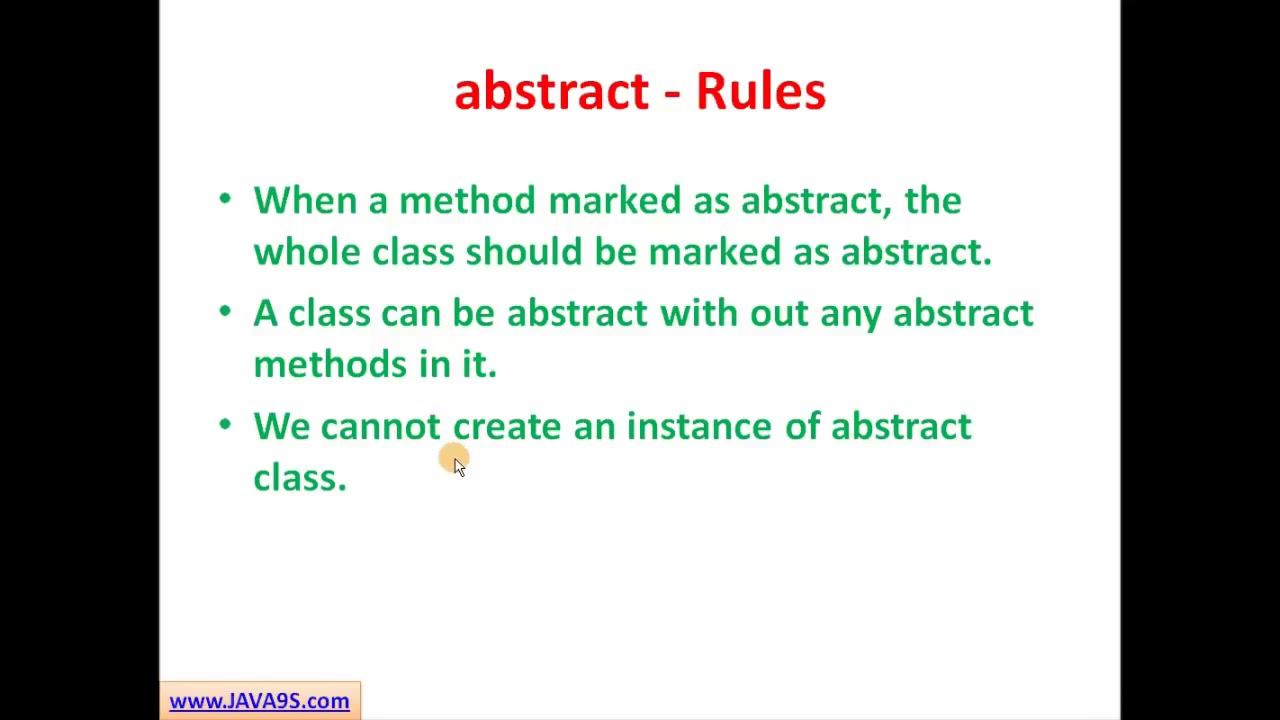 abstract - Rules
• When a method marked as abstract, the
whole class should be marked as abstract.
• A class can be abstract with out any abstract
methods in it.
• We cannot create an instance of abstract
class.
www.JAVA9S.com